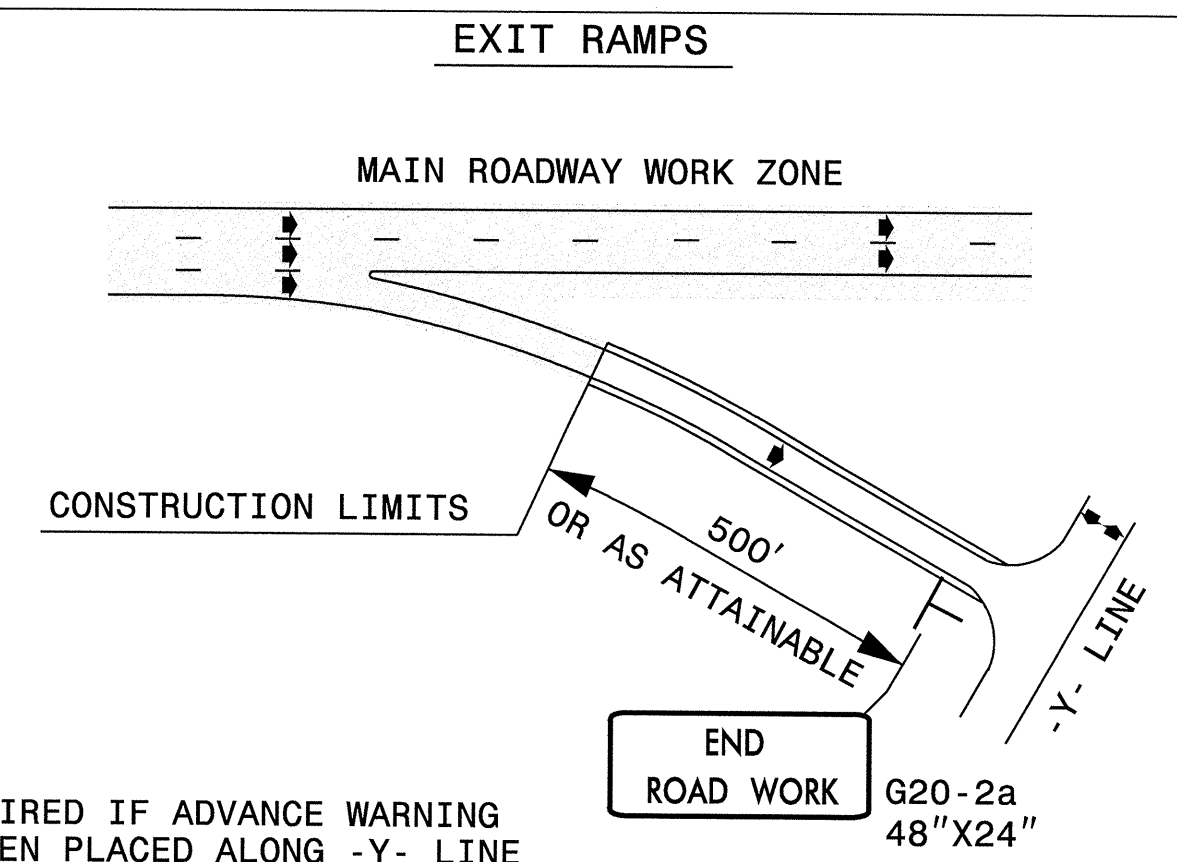 EXIT RAMPS
MAIN ROADWAY WORK ZONE
CONSTRUCTION LIMITS
500'
OR AS ATTAINABLE
-Y- LINE
END
ROAD WORK
G20-2a
48"X24"
IRED IF ADVANCE WARNING
EN PLACED ALONG -Y- LINE